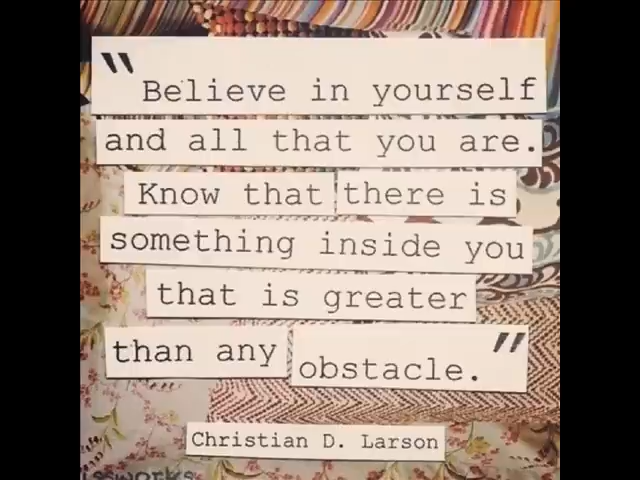 "Believe in yourself
and all that you are.
Know that there is
something inside you
that is greater
than any obstacle."
Christian D. Larson